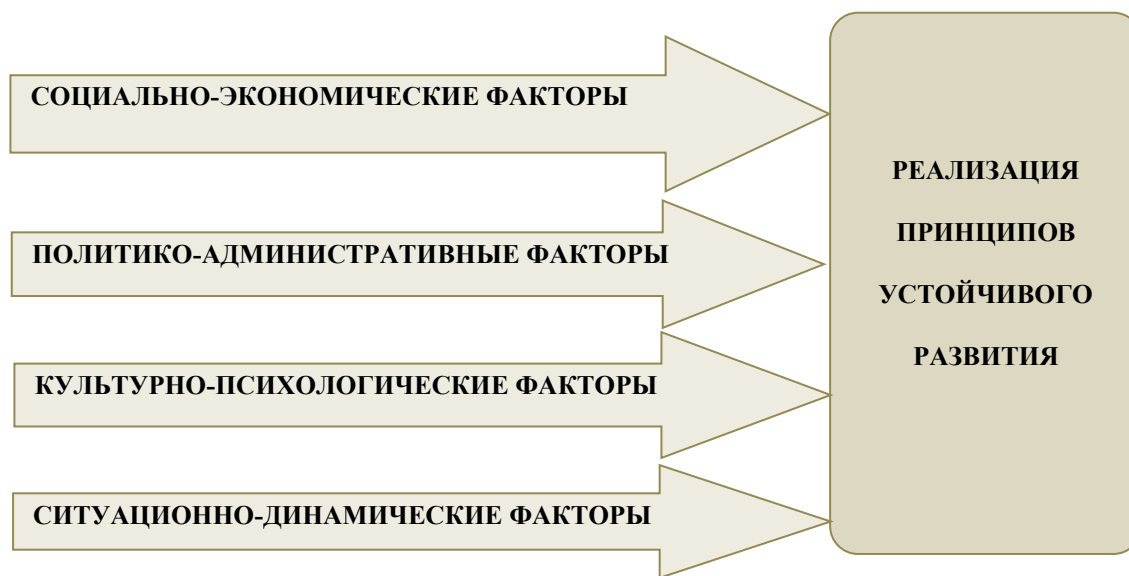 СОЦИАЛЬНО-ЭКОНОМИЧЕСКИЕ ФАКТОРЫ
ПОЛИТИКО-АДМИНИСТРАТИВНЫЕ ФАКТОРЫ
КУЛЬТУРНО-ПСИХОЛОГИЧЕСКИЕ ФАКТОРЫ
СИТУАЦИОННО-ДИНАМИЧЕСКИЕ ФАКТОРЫ
РЕАЛИЗАЦИЯ
ПРИНЦИПОВ
УСТОЙЧИВОГО
РАЗВИТИЯ